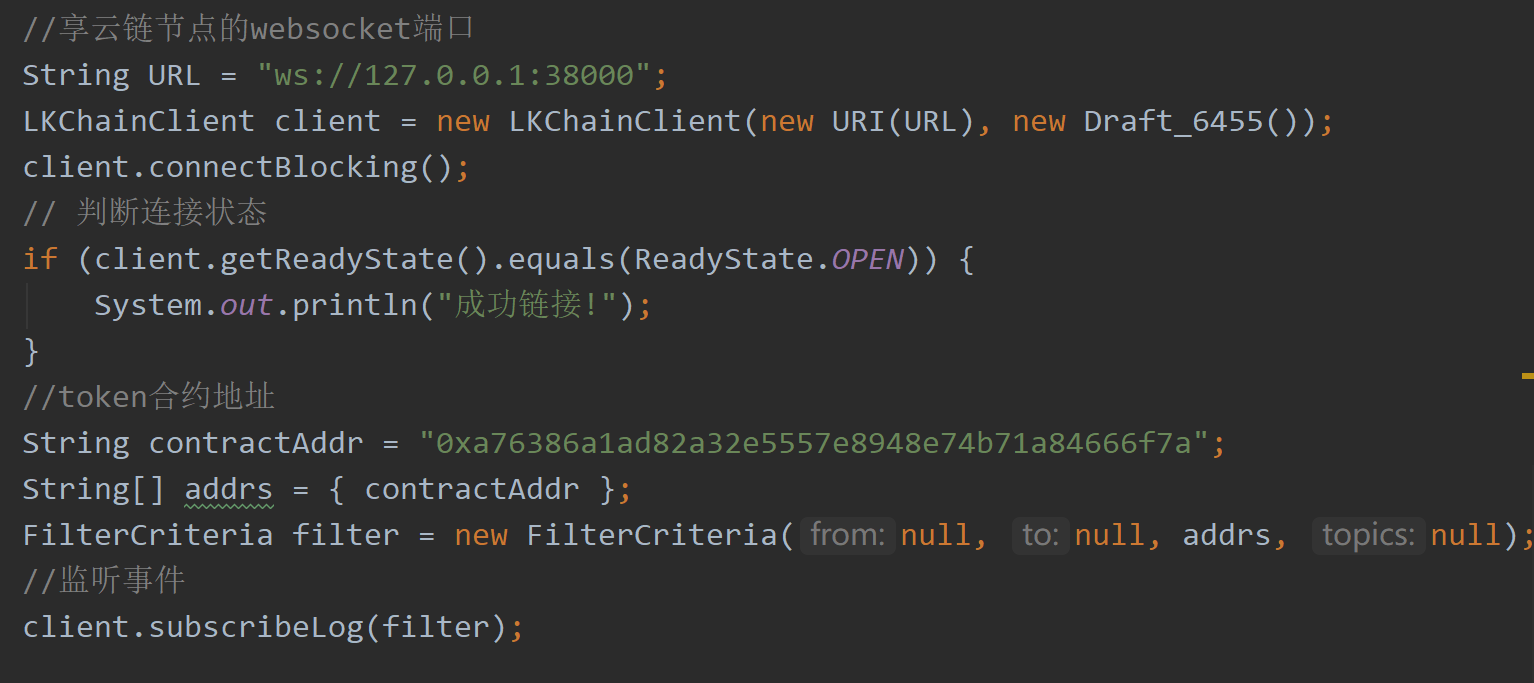 //享云链节点的websocket端口
String URL = "ws://127.0.0.1:38000";
LKChainClient client = new LKChainClient(new URI(URL), new Draft_6455());
client.connectBlocking();
// 判断连接状态
if (client.getReadyState().equals(ReadyState.OPEN)) {
    System.out.println("成功链接!");
}
//token合约地址
String contractAddr = "0xa76386a1ad82a32e5557e8948e74b71a84666f7a";
String[] addrs = { contractAddr };
FilterCriteria filter = new FilterCriteria( from: null, to: null, addrs, topics: null);
//监听事件
client.subscribeLog(filter);